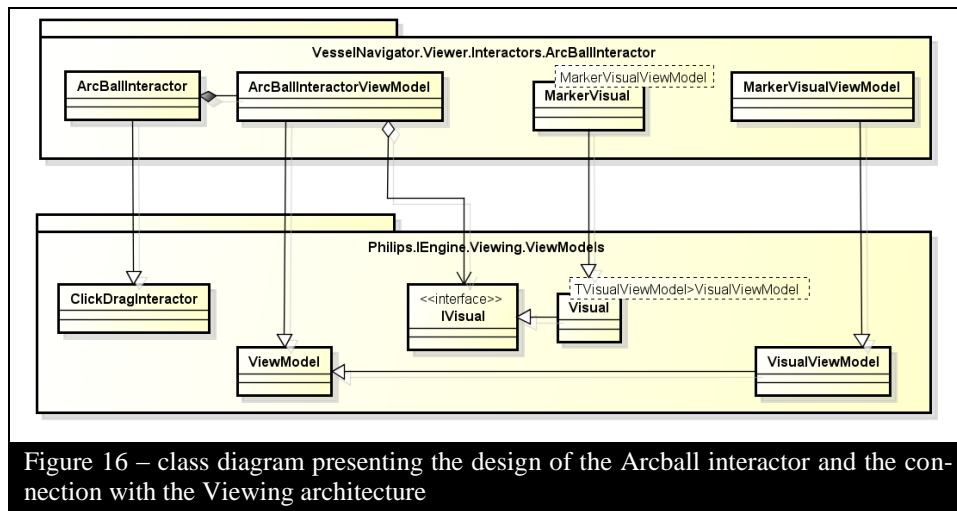 VesselNavigator.Viewer.Interactors.ArcBallInteractor
ArcBallInteractor
ArcBallInteractorViewModel
MarkerVisualViewModel
MarkerVisual
MarkerVisualViewModel
Philips.IEngine.Viewing.ViewModels
ClickDragInteractor
<<interface>>
IVisual
TVisualViewModel>VisualViewModel
Visual
ViewModel
VisualViewModel
Figure 16 – class diagram presenting the design of the Arcball interactor and the con-
nection with the Viewing architecture